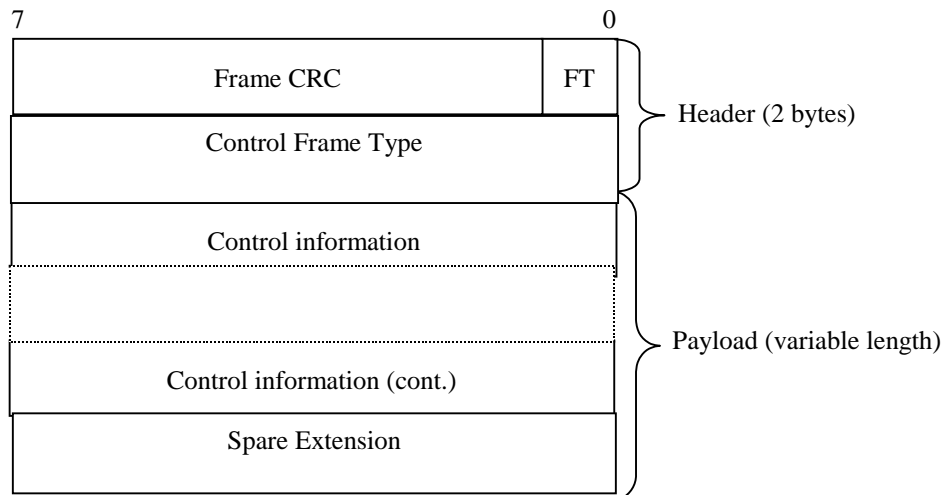 7 0
Frame CRC FT
Header (2 bytes)
Control Frame Type
Control information
Payload (variable length)
Control information (cont.)
Spare Extension